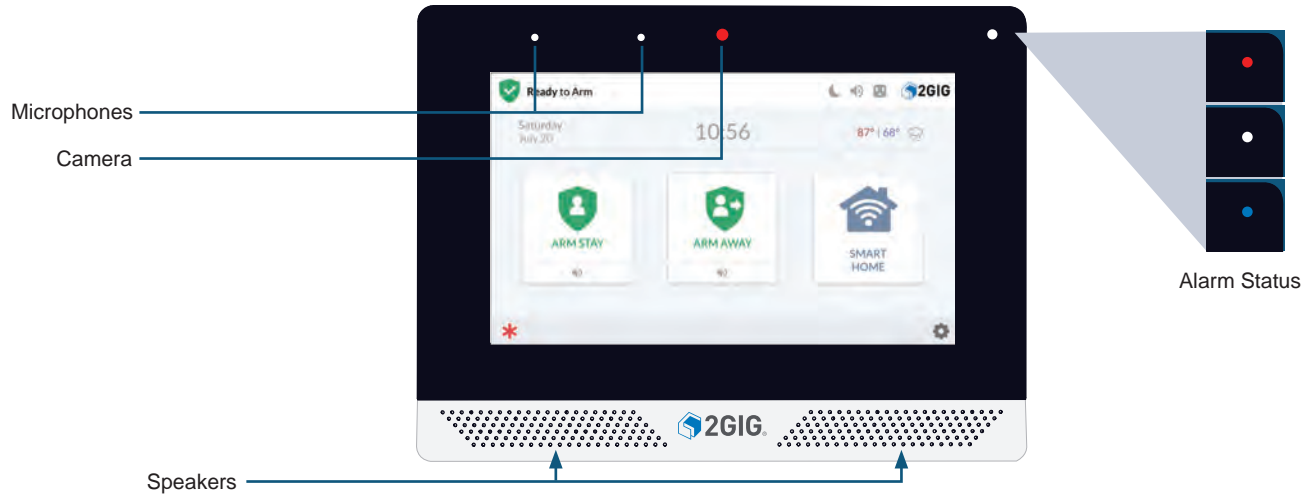 Microphones
Camera
Ready to Arm
2GIG
Saturday
July 20
10:56
87° | 68°
ARM STAY
ARM AWAY
SMART
HOME
Alarm Status
2GIG®
Speakers